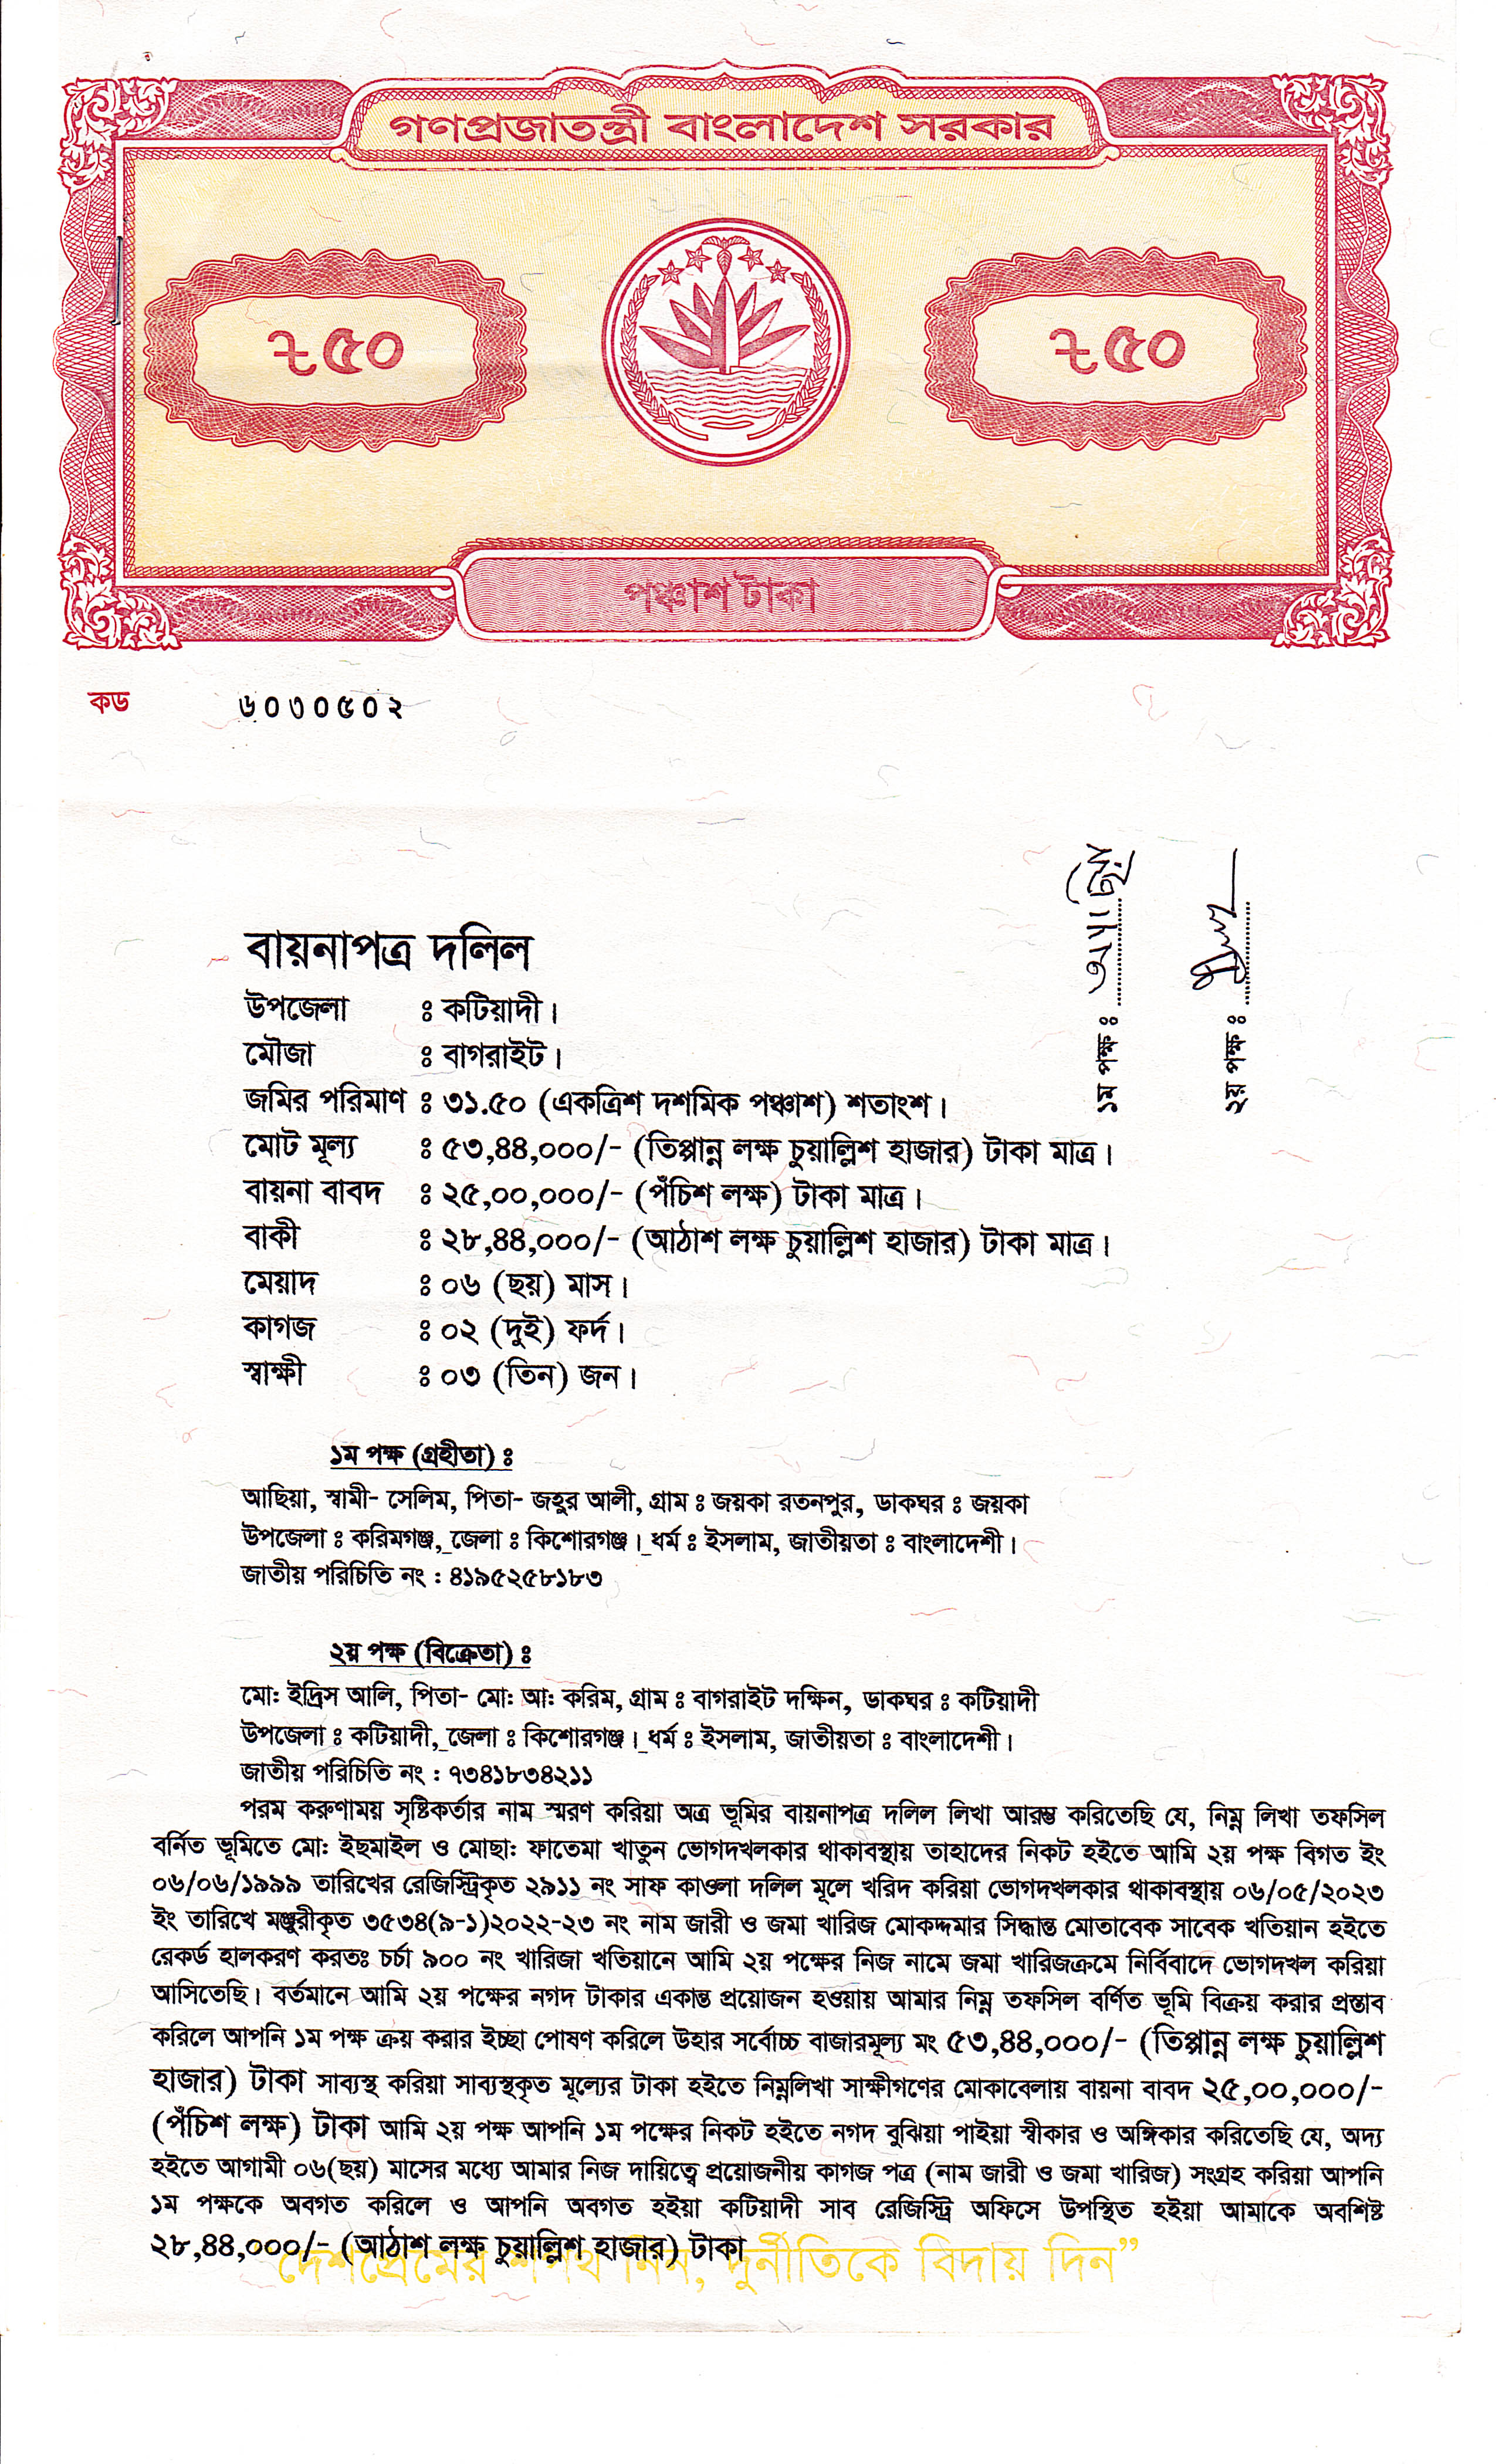 গণপ্রজাতন্ত্রী বাংলাদেশ সরকার
৳ ৫০ ৳ ৫০
পঞ্চাশ টাকা
কড ৬০৩০৫০২
বায়নাপত্র দলিল
উপজেলা ঃ কটিয়াদী।
মৌজা ঃ বাগরাইট।
জমির পরিমাণ ঃ ৩১.৫০ (একত্রিশ দশমিক পঞ্চাশ) শতাংশ।
মোট মূল্য ঃ ৫৩,৪৪,০০০/- (তিপ্পান্ন লক্ষ চুয়াল্লিশ হাজার) টাকা মাত্র।
বায়না বাবদ ঃ ২৫,০০,০০০/- (পঁচিশ লক্ষ) টাকা মাত্র।
বাকী ঃ ২৮,৪৪,০০০/- (আঠাশ লক্ষ চুয়াল্লিশ হাজার) টাকা মাত্র।
মেয়াদ ঃ ০৬ (ছয়) মাস।
কাগজ ঃ ০২ (দুই) ফর্দ।
স্বাক্ষী ঃ ০৩ (তিন) জন।
১ম পক্ষ ঃ
২য় পক্ষ ঃ
১ম পক্ষ (গ্রহীতা) ঃ
আছিয়া, স্বামী- সেলিম, পিতা- জহুর আলী, গ্রাম ঃ জয়কা রতনপুর, ডাকঘর ঃ জয়কা
উপজেলা ঃ করিমগঞ্জ, জেলা ঃ কিশোরগঞ্জ। ধর্ম ঃ ইসলাম, জাতীয়তা ঃ বাংলাদেশী।
জাতীয় পরিচিতি নং : ৪১৯৫২৫৮১৮৩
২য় পক্ষ (বিক্রেতা) ঃ
মো: ইদ্রিস আলি, পিতা- মো: আ: করিম, গ্রাম ঃ বাগরাইট দক্ষিন, ডাকঘর ঃ কটিয়াদী
উপজেলা ঃ কটিয়াদী, জেলা ঃ কিশোরগঞ্জ। ধর্ম ঃ ইসলাম, জাতীয়তা ঃ বাংলাদেশী।
জাতীয় পরিচিতি নং : ৭৩৪১৮৩৪২১১
পরম করুণাময় সৃষ্টিকর্তার নাম স্মরণ করিয়া অত্র ভূমির বায়নাপত্র দলিল লিখা আরম্ভ করিতেছি যে, নিম্ন লিখা তফসিল
বর্নিত ভূমিতে মো: ইছমাইল ও মোছা: ফাতেমা খাতুন ভোগদখলকার থাকাবস্থায় তাহাদের নিকট হইতে আমি ২য় পক্ষ বিগত ইং
০৬/০৬/১৯৯৯ তারিখের রেজিস্ট্রিকৃত ২৯১১ নং সাফ কাওলা দলিল মূলে খরিদ করিয়া ভোগদখলকার থাকাবস্থায় ০৬/০৫/২০২৩
ইং তারিখে মঞ্জুরীকৃত ৩৫৩৪(৯-১)২০২২-২৩ নং নাম জারী ও জমা খারিজ মোকদ্দমার সিদ্ধান্ত মোতাবেক সাবেক খতিয়ান হইতে
রেকর্ড হালকরণ করতঃ চর্চা ৯০০ নং খারিজা খতিয়ানে আমি ২য় পক্ষের নিজ নামে জমা খারিজক্রমে নির্বিবাদে ভোগদখল করিয়া
আসিতেছি। বর্তমানে আমি ২য় পক্ষের নগদ টাকার একান্ত প্রয়োজন হওয়ায় আমার নিম্ন তফসিল বর্ণিত ভূমি বিক্রয় করার প্রস্তাব
করিলে আপনি ১ম পক্ষ ক্রয় করার ইচ্ছা পোষণ করিলে উহার সর্বোচ্চ বাজারমূল্য মং ৫৩,৪৪,০০০/- (তিপ্পান্ন লক্ষ চুয়াল্লিশ
হাজার) টাকা সাব্যস্থ করিয়া সাব্যস্থকৃত মূল্যের টাকা হইতে নিম্নলিখা সাক্ষীগণের মোকাবেলায় বায়না বাবদ ২৫,০০,০০০/-
(পঁচিশ লক্ষ) টাকা আমি ২য় পক্ষ আপনি ১ম পক্ষের নিকট হইতে নগদ বুঝিয়া পাইয়া স্বীকার ও অঙ্গিকার করিতেছি যে, অদ্য
হইতে আগামী ০৬(ছয়) মাসের মধ্যে আমার নিজ দায়িত্বে প্রয়োজনীয় কাগজ পত্র (নাম জারী ও জমা খারিজ) সংগ্রহ করিয়া আপনি
১ম পক্ষকে অবগত করিলে ও আপনি অবগত হইয়া কটিয়াদী সাব রেজিস্ট্রি অফিসে উপস্থিত হইয়া আমাকে অবশিষ্ট
২৮,৪৪,০০০/- (আঠাশ লক্ষ চুয়াল্লিশ হাজার) টাকা
"দেশপ্রেমের শপথ নিন, দুর্নীতিকে বিদায় দিন"